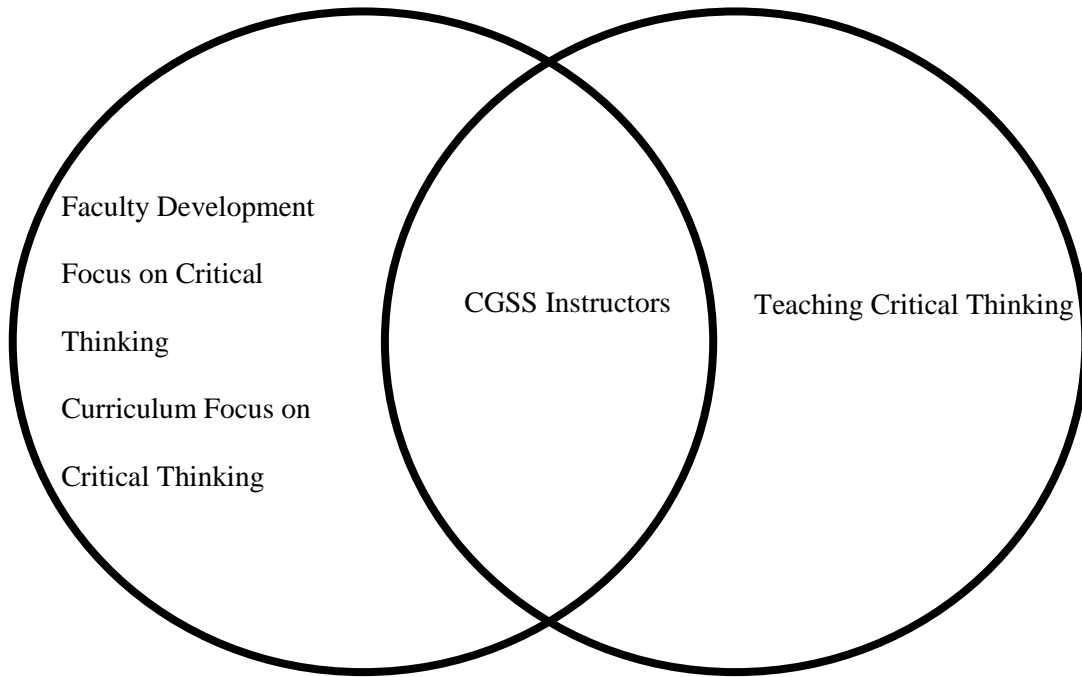 Faculty Development
Focus on Critical
Thinking
Curriculum Focus on
Critical Thinking
CGSS Instructors
Teaching Critical Thinking